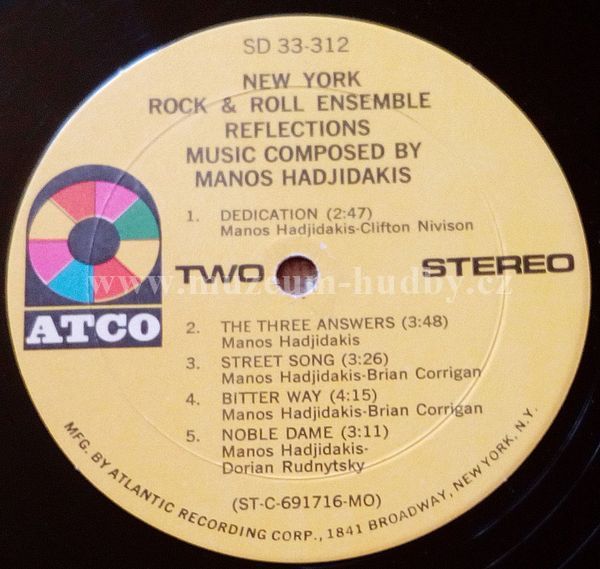 SD 33-312
NEW YORK
ROCK & ROLL ENSEMBLE
REFLECTIONS
MUSIC COMPOSED BY
MANOS HADJIDAKIS
1. DEDICATION (2:47)
Manos Hadjidakis-Clifton Nivison
TWO STEREO
www.muzeum-hudby.cz
ATCO
2. THE THREE ANSWERS (3:48)
Manos Hadjidakis
3. STREET SONG (3:26)
Manos Hadjidakis-Brian Corrigan
4. BITTER WAY (4:15)
Manos Hadjidakis-Brian Corrigan
5. NOBLE DAME (3:11)
Manos Hadjidakis-
Dorian Rudnytsky
(ST-C-691716-MO)
MFG. BY ATLANTIC RECORDING CORP., 1841 BROADWAY, NEW YORK, N.Y.